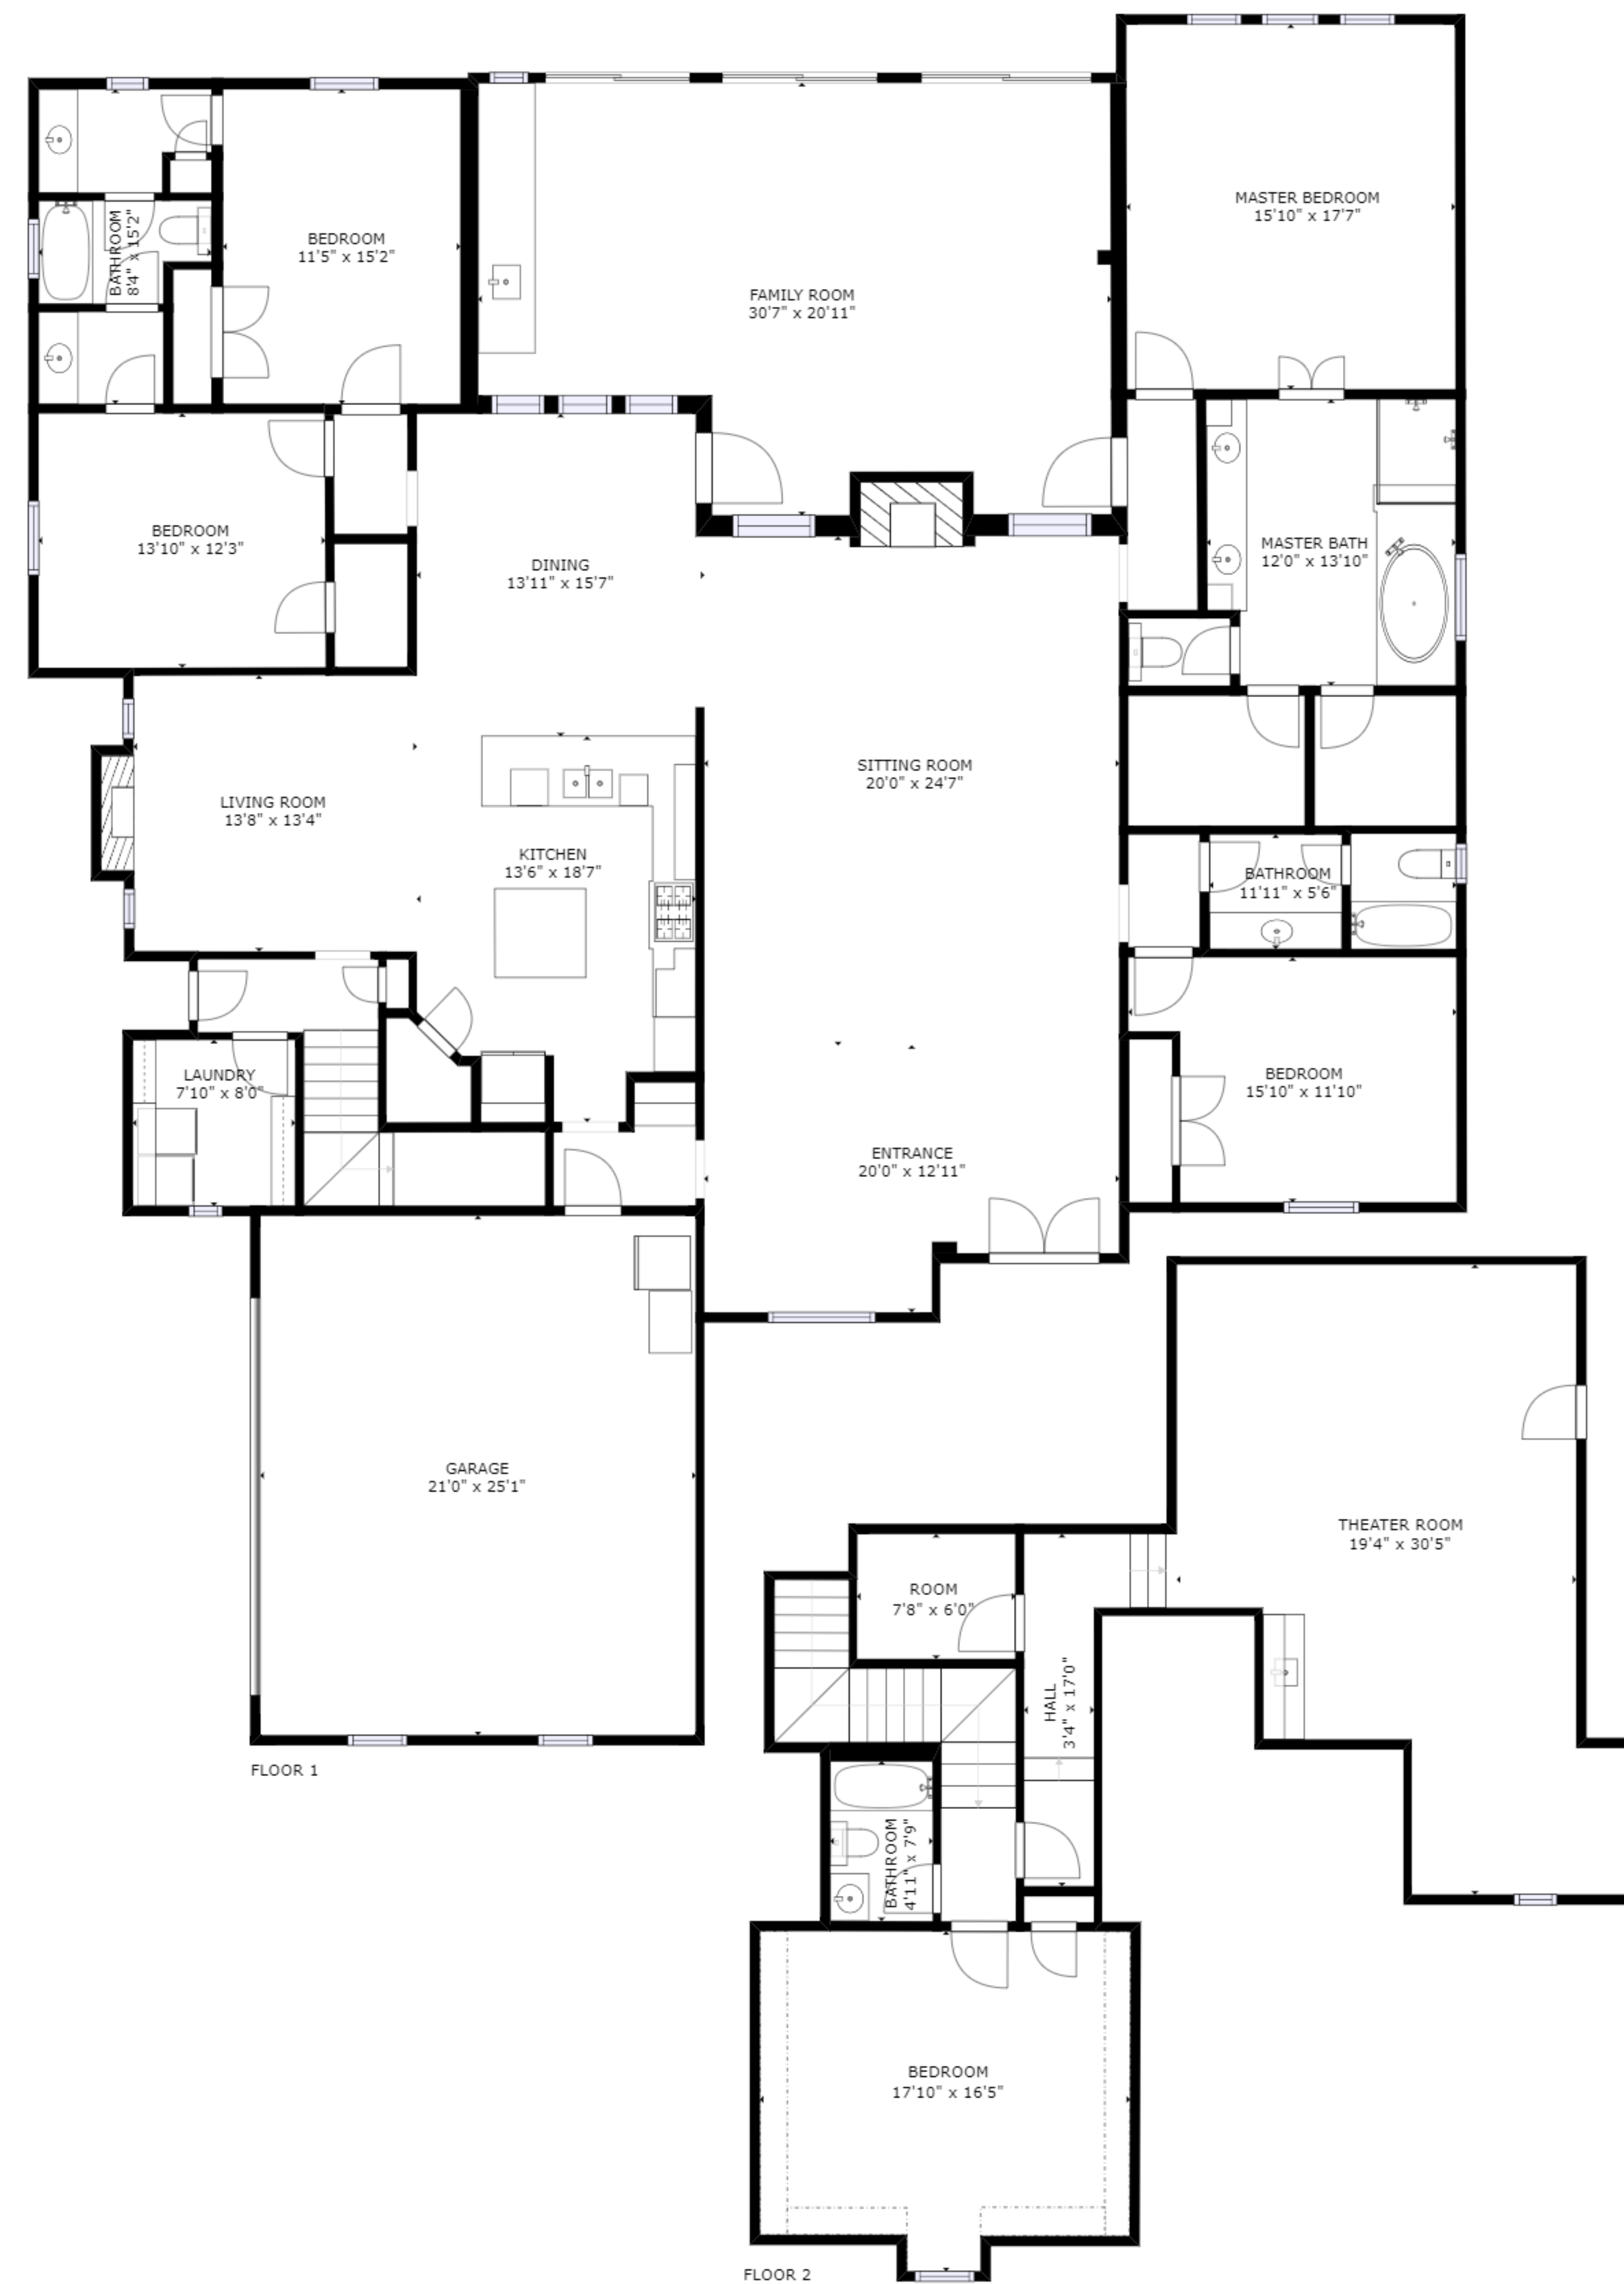 MASTER BEDROOM
15'10" x 17'7"
BATHROOM
8'4" x 15'2"
BEDROOM
11'5" x 15'2"
FAMILY ROOM
30'7" x 20'11"
BEDROOM
13'10" x 12'3"
DINING
13'11" x 15'7"
MASTER BATH
12'0" x 13'10"
LIVING ROOM
13'8" x 13'4"
SITTING ROOM
20'0" x 24'7"
KITCHEN
13'6" x 18'7"
BATHROOM
11'11" x 5'6"
LAUNDRY
7'10" x 8'0"
BEDROOM
15'10" x 11'10"
ENTRANCE
20'0" x 12'11"
GARAGE
21'0" x 25'1"
THEATER ROOM
19'4" x 30'5"
ROOM
7'8" x 6'0"
HALL
3'4" x 17'0"
FLOOR 1
BATHROOM
4'11" x 7'9"
BEDROOM
17'10" x 16'5"
FLOOR 2